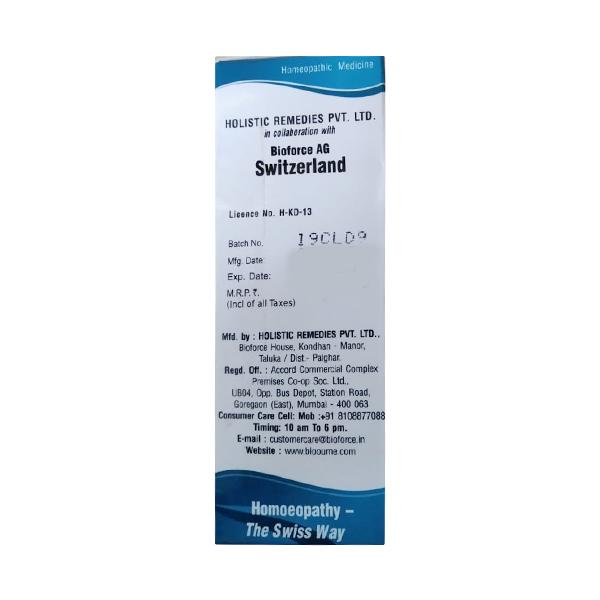 Homeopathic Medicine
HOLISTIC REMEDIES PVT. LTD.
in collaberation with
Bioforce AG
Switzerland
Licence No. H-KD-13
Batch No. 19CLD9
Mfg. Date:
Exp. Date:
M.R.P. ₹.
(Incl of all Taxes)
Mfd. by : HOLISTIC REMEDIES PVT. LTD.,
Bioforce House, Kondhan - Manor,
Taluka / Dist.- Palghar.
Regd. Off. : Accord Commercial Complex
Premises Co-op Soc. Ltd.,
UB04, Opp. Bus Depot, Station Road,
Goregaon (East), Mumbai - 400 063
Consumer Care Cell: Mob :+91 8108877088
Timing: 10 am To 6 pm.
E-mail : customercare@bioforce.in
Website : www.blooume.com
Homoeopathy –
The Swiss Way